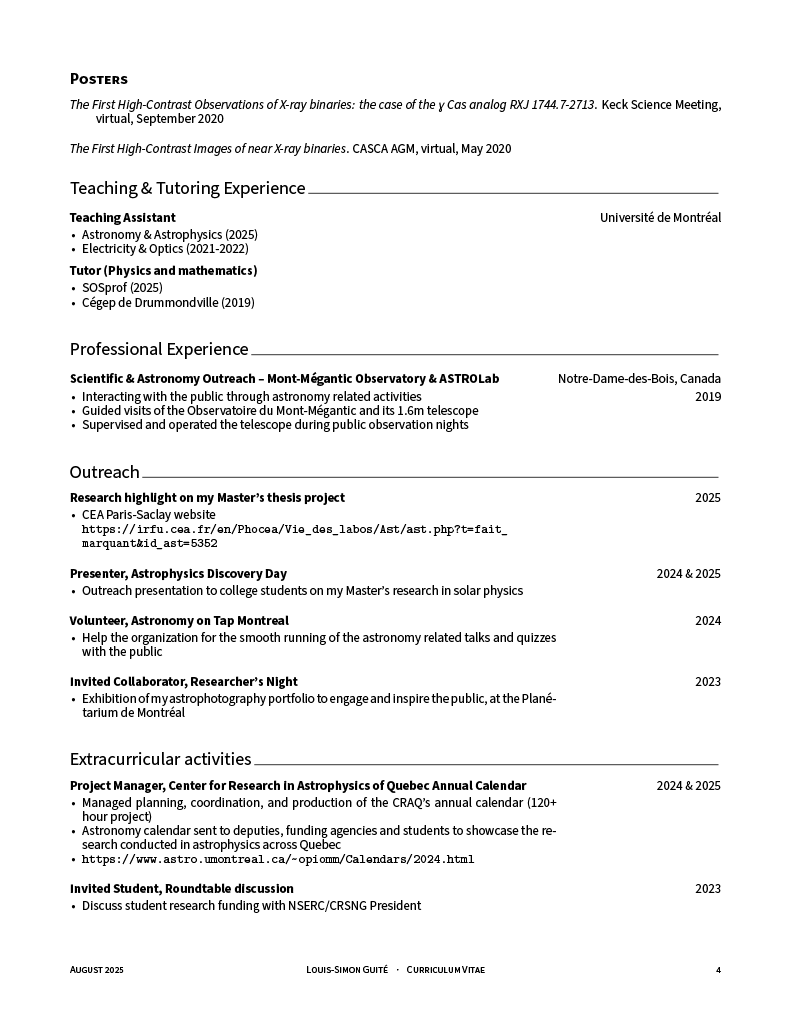 Posters
The First High-Contrast Observations of X-ray binaries: the case of the γ Cas analog RXJ 1744.7-2713. Keck Science Meeting,
virtual, September 2020
The First High-Contrast Images of near X-ray binaries. CASCA AGM, virtual, May 2020
Teaching & Tutoring Experience
Teaching Assistant Université de Montréal
• Astronomy & Astrophysics (2025)
• Electricity & Optics (2021-2022)
Tutor (Physics and mathematics)
• SOSprof (2025)
• Cégep de Drummondville (2019)
Professional Experience
Scientific & Astronomy Outreach – Mont-Mégantic Observatory & ASTROLab Notre-Dame-des-Bois, Canada
• Interacting with the public through astronomy related activities 2019
• Guided visits of the Observatoire du Mont-Mégantic and its 1.6m telescope
• Supervised and operated the telescope during public observation nights
Outreach
Research highlight on my Master's thesis project 2025
• CEA Paris-Saclay website
https://irfu.cea.fr/en/Phocea/Vie_des_labos/Ast/ast.php?t=fait_
marquant&id_ast=5352
Presenter, Astrophysics Discovery Day 2024 & 2025
• Outreach presentation to college students on my Master's research in solar physics
Volunteer, Astronomy on Tap Montreal 2024
• Help the organization for the smooth running of the astronomy related talks and quizzes
with the public
Invited Collaborator, Researcher's Night 2023
• Exhibition of my astrophotography portfolio to engage and inspire the public, at the Plané-
tarium de Montréal
Extracurricular activities
Project Manager, Center for Research in Astrophysics of Quebec Annual Calendar 2024 & 2025
• Managed planning, coordination, and production of the CRAQ's annual calendar (120+
hour project)
• Astronomy calendar sent to deputies, funding agencies and students to showcase the re-
search conducted in astrophysics across Quebec
• https://www.astro.umontreal.ca/~opiomm/Calendars/2024.html
Invited Student, Roundtable discussion 2023
• Discuss student research funding with NSERC/CRSNG President
August 2025 Louis-Simon Guité · Curriculum Vitae 4